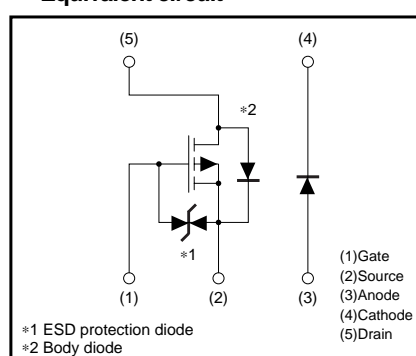 Equivalent circuit
(5)
(4)
∗2
∗1
(1)
(2)
(3)
(1)Gate
(2)Source
(3)Anode
(4)Cathode
(5)Drain
∗1 ESD protection diode
∗2 Body diode